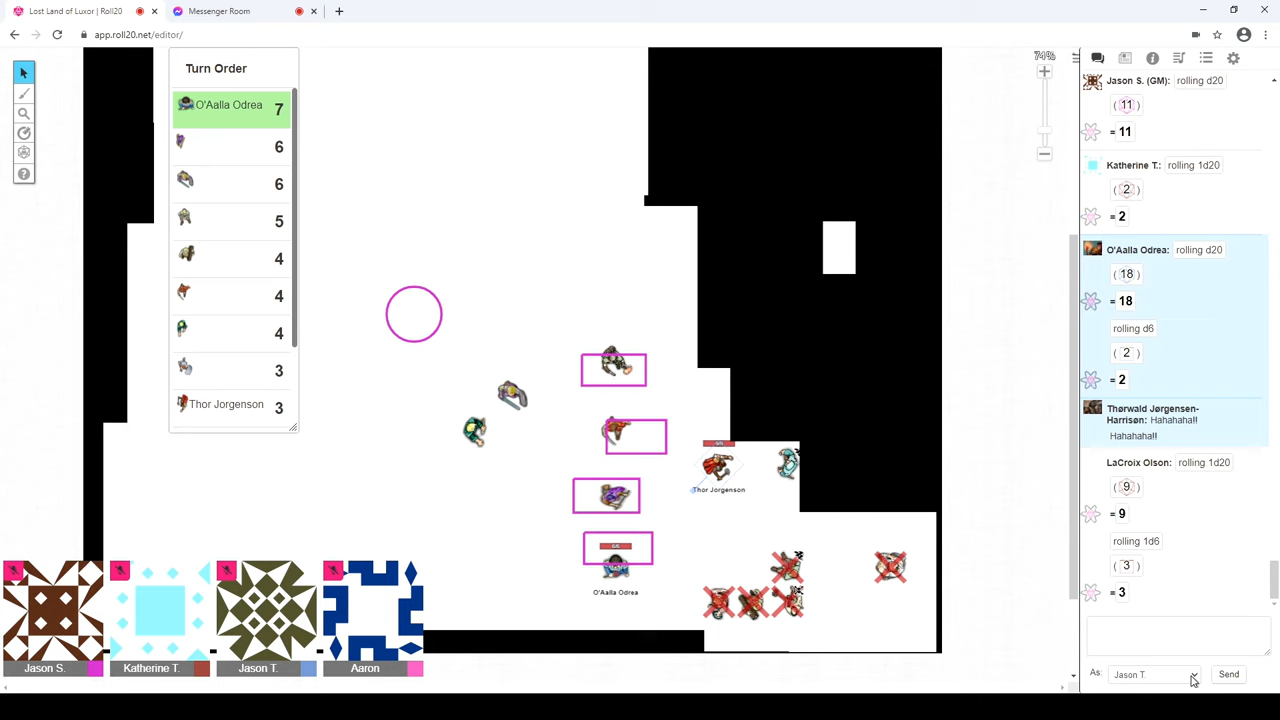 Lost Land of Luxor | Roll20
Messenger Room
app.roll20.net/editor/
Turn Order
O'Aalla Odrea 7
6
6
5
4
4
4
3
Thor Jorgenson 3
74%
Thor Jorgenson
O'Aalla Odrea
Jason S.
Katherine T.
Jason T.
Aaron
Jason S. (GM): rolling d20
(11)
= 11
Katherine T.: rolling 1d20
(2)
= 2
O'Aalla Odrea: rolling d20
(18)
= 18
rolling d6
(2)
= 2
Thørwald Jørgensen-
Harrisøn: Hahahaha!!
Hahahaha!!
LaCroix Olson: rolling 1d20
(9)
= 9
rolling 1d6
(3)
= 3
As: Jason T. Send